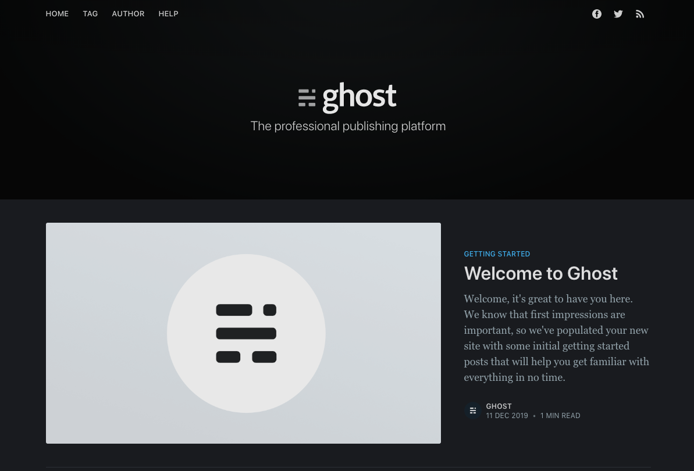 HOME TAG AUTHOR HELP
ghost
The professional publishing platform
GETTING STARTED
Welcome to Ghost
Welcome, it's great to have you here.
We know that first impressions are
important, so we've populated your new
site with some initial getting started
posts that will help you get familiar with
everything in no time.
GHOST
11 DEC 2019 • 1 MIN READ